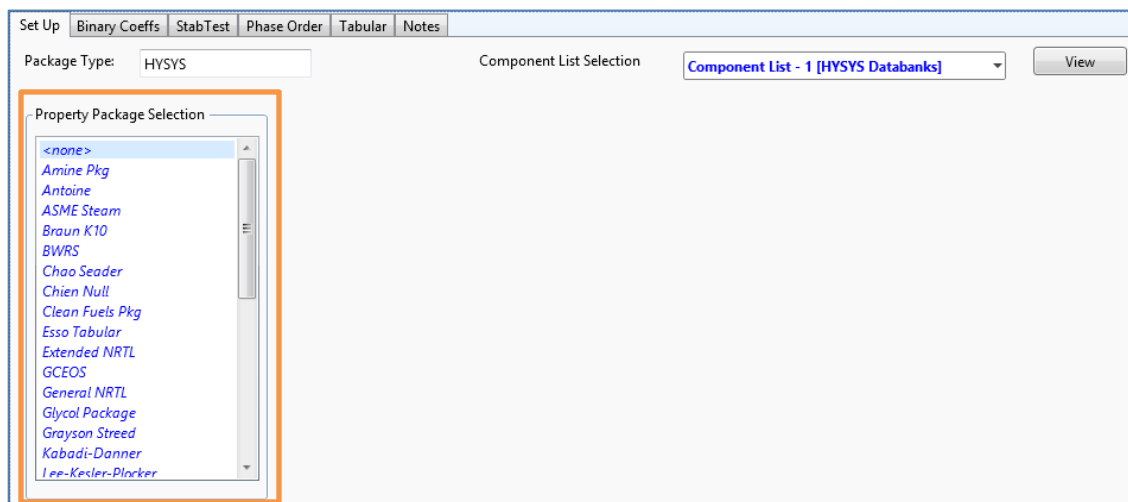 Set Up Binary Coeffs StabTest Phase Order Tabular Notes
Package Type: HYSYS Component List Selection Component List - 1 [HYSYS Databanks] View
Property Package Selection
<none>
Amine Pkg
Antoine
ASME Steam
Braun K10
BWRS
Chao Seader
Chien Null
Clean Fuels Pkg
Esso Tabular
Extended NRTL
GCEOS
General NRTL
Glycol Package
Grayson Streed
Kabadi-Danner
Lee-Kesler-Plocker